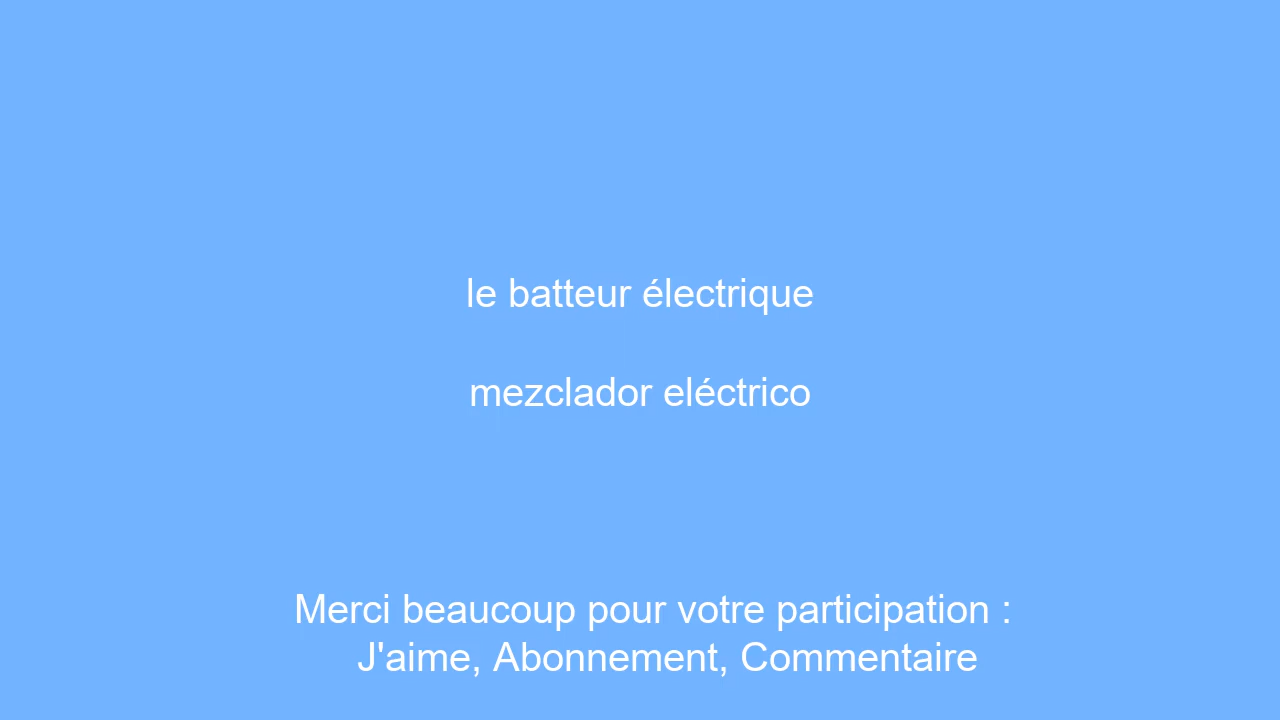 le batteur électrique
mezclador eléctrico
Merci beaucoup pour votre participation :
J'aime, Abonnement, Commentaire